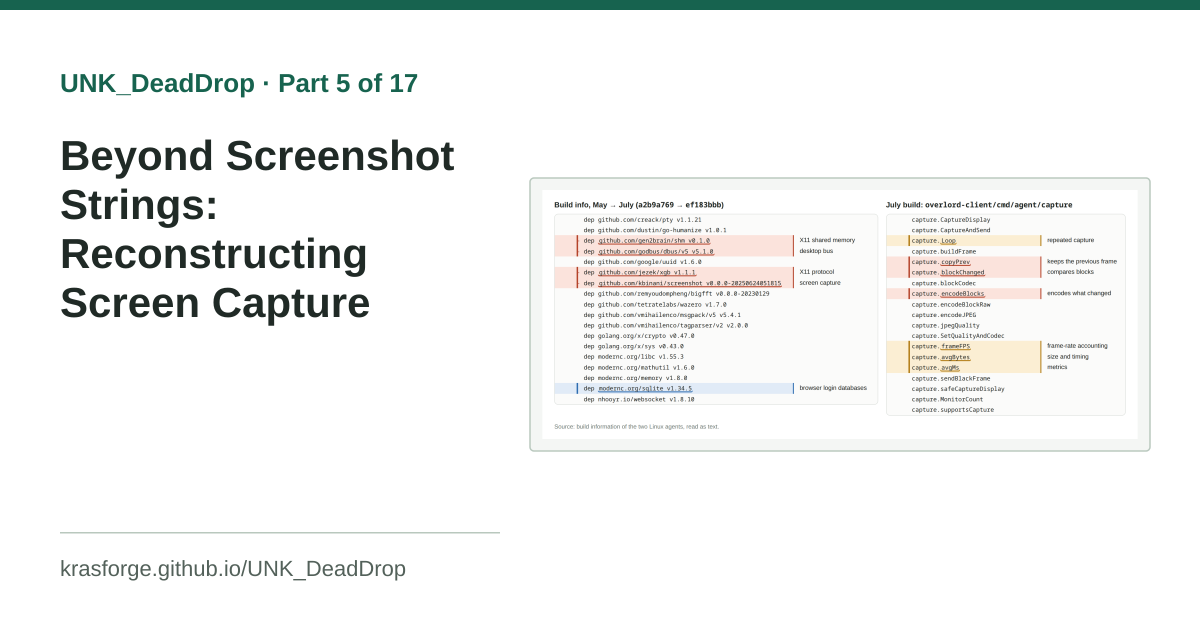 UNK_DeadDrop · Part 5 of 17
Beyond Screenshot
Strings:
Reconstructing
Screen Capture
krasforge.github.io/UNK_DeadDrop
Build info, May → July (a2b9a769 → ef183bbb)
dep github.com/creack/pty v1.1.21
dep github.com/dustin/go-humanize v1.0.1
dep github.com/gen2brain/shm v0.1.0
dep github.com/godbus/dbus/v5 v5.1.0
dep github.com/google/uuid v1.6.0
dep github.com/jezek/xgb v1.1.1
dep github.com/kbinani/screenshot v0.0.0-20250624051815
dep github.com/remyoudompheng/bigfft v0.0.0-20230129
dep github.com/tetratelabs/wazero v1.7.0
dep github.com/vmihailenco/msgpack/v5 v5.4.1
dep github.com/vmihailenco/tagparser/v2 v2.0.0
dep golang.org/x/crypto v0.47.0
dep golang.org/x/sys v0.43.0
dep modernc.org/libc v1.55.3
dep modernc.org/mathutil v1.6.0
dep modernc.org/memory v1.8.0
dep modernc.org/sqlite v1.34.5
dep nhooyr.io/websocket v1.8.10
X11 shared memory
desktop bus
X11 protocol
screen capture
browser login databases
Source: build information of the two Linux agents, read as text.
July build: overlord-client/cmd/agent/capture
capture.CaptureDisplay
capture.CaptureAndSend
capture.Loop
capture.buildFrame
capture.copyPrev
capture.blockChanged
capture.blockCodec
capture.encodeBlocks
capture.encodeBlockRaw
capture.encodeJPEG
capture.jpegQuality
capture.SetQualityAndCodec
capture.frameFPS
capture.avgBytes
capture.avgMs
capture.sendBlackFrame
capture.safeCaptureDisplay
capture.MonitorCount
capture.supportsCapture
repeated capture
keeps the previous frame
compares blocks
encodes what changed
frame-rate accounting
size and timing
metrics